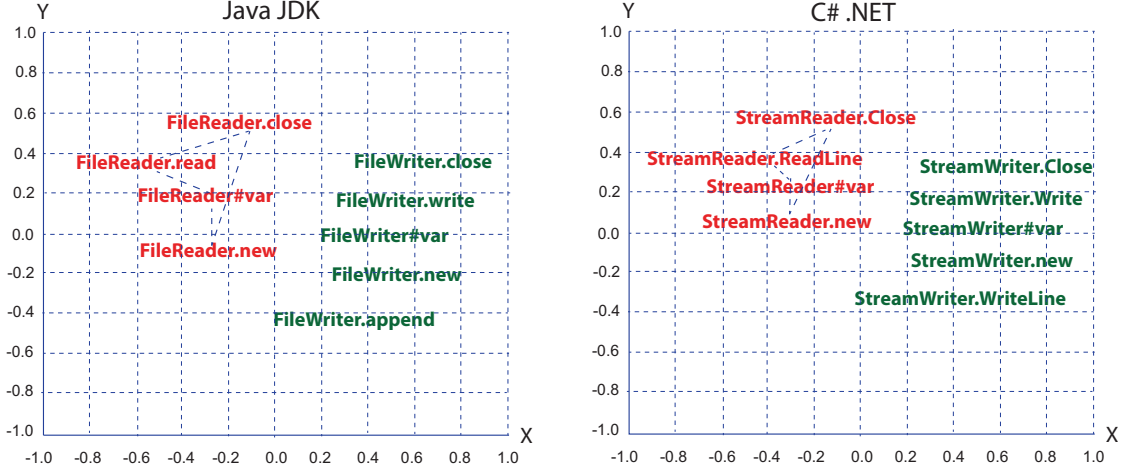 Java JDK
Y
1.0
0.8
0.6
0.4
0.2
0.0
-0.2
-0.4
-0.6
-0.8
-1.0
FileReader.close
FileReader.read
FileReader#var
FileReader.new
FileWriter.close
FileWriter.write
FileWriter#var
FileWriter.new
FileWriter.append
X
-1.0 -0.8 -0.6 -0.4 -0.2 0.0 0.2 0.4 0.6 0.8 1.0
C# .NET
Y
1.0
0.8
0.6
0.4
0.2
0.0
-0.2
-0.4
-0.6
-0.8
-1.0
StreamReader.Close
StreamReader.ReadLine
StreamReader#var
StreamReader.new
StreamWriter.Close
StreamWriter.Write
StreamWriter#var
StreamWriter.new
StreamWriter.WriteLine
X
-1.0 -0.8 -0.6 -0.4 -0.2 0.0 0.2 0.4 0.6 0.8 1.0